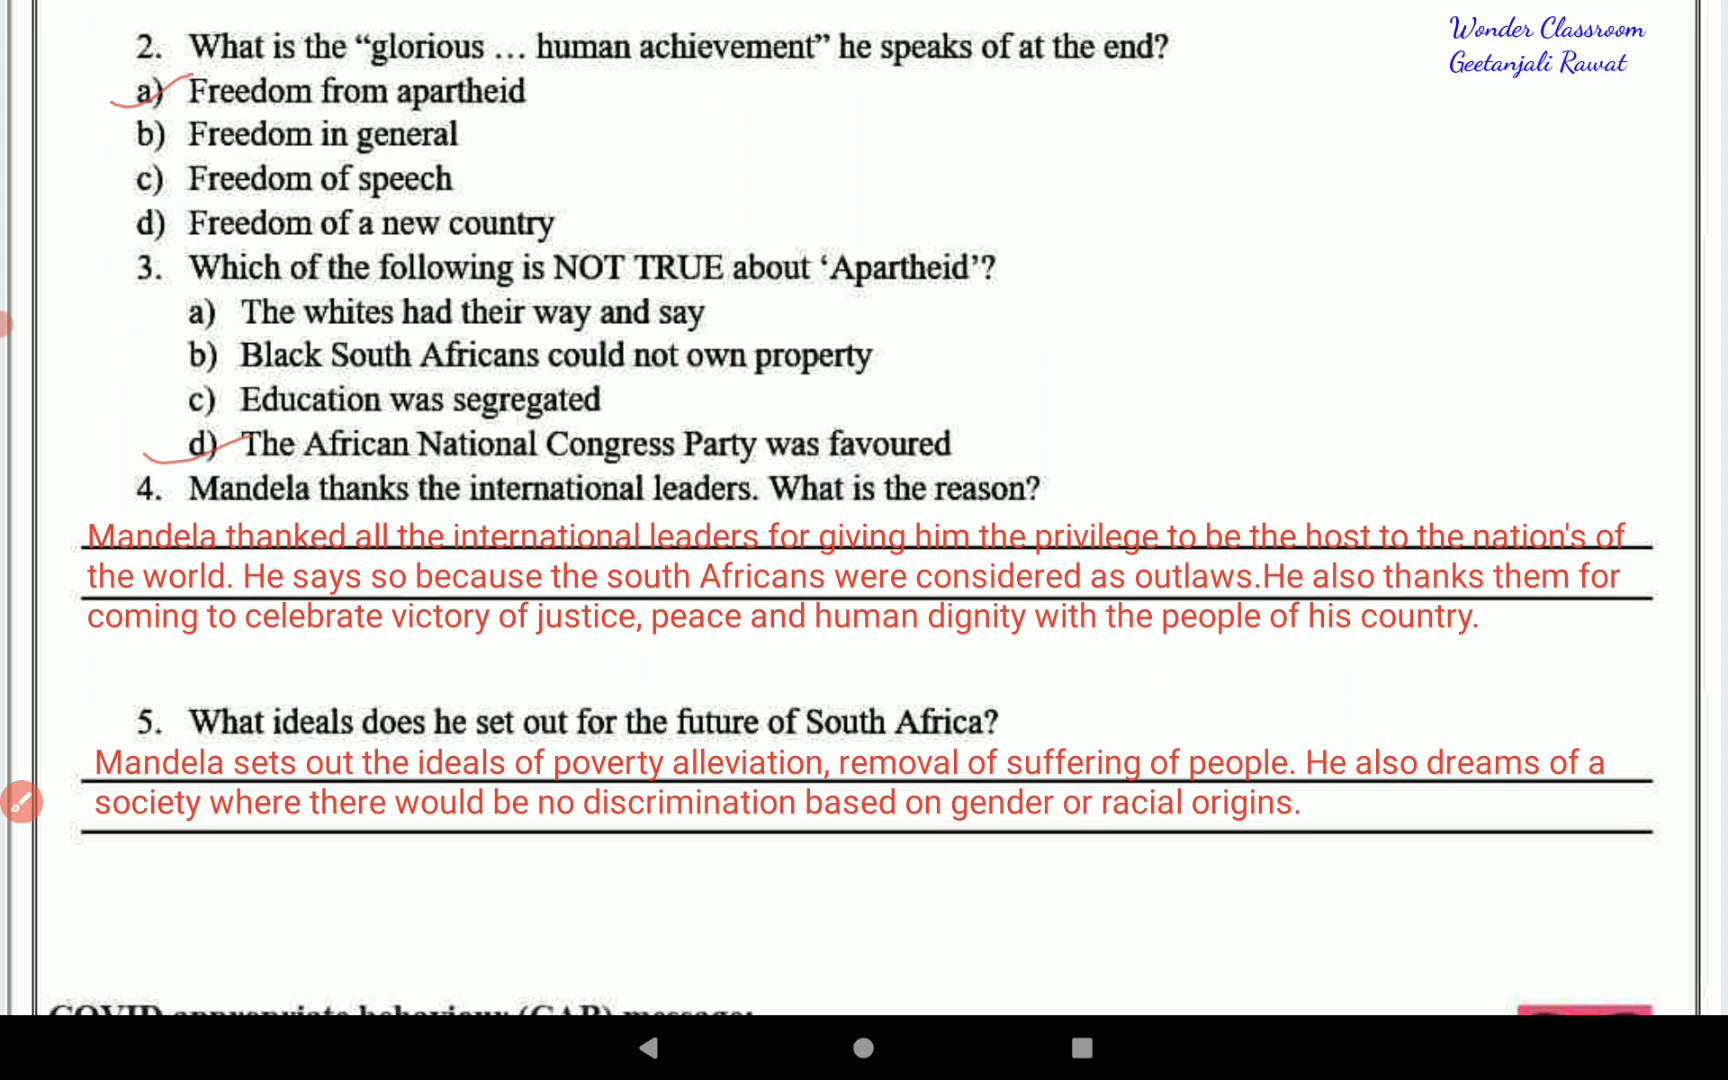 Wonder Classroom
Geetanjali Rawat
2. What is the “glorious … human achievement” he speaks of at the end?
a) Freedom from apartheid
b) Freedom in general
c) Freedom of speech
d) Freedom of a new country
3. Which of the following is NOT TRUE about ‘Apartheid’?
a) The whites had their way and say
b) Black South Africans could not own property
c) Education was segregated
d) The African National Congress Party was favoured
4. Mandela thanks the international leaders. What is the reason?
Mandela thanked all the international leaders for giving him the privilege to be the host to the nation's of
the world. He says so because the south Africans were considered as outlaws.He also thanks them for
coming to celebrate victory of justice, peace and human dignity with the people of his country.
5. What ideals does he set out for the future of South Africa?
Mandela sets out the ideals of poverty alleviation, removal of suffering of people. He also dreams of a
society where there would be no discrimination based on gender or racial origins.
COVID appropriate behaviour (CAB) message: